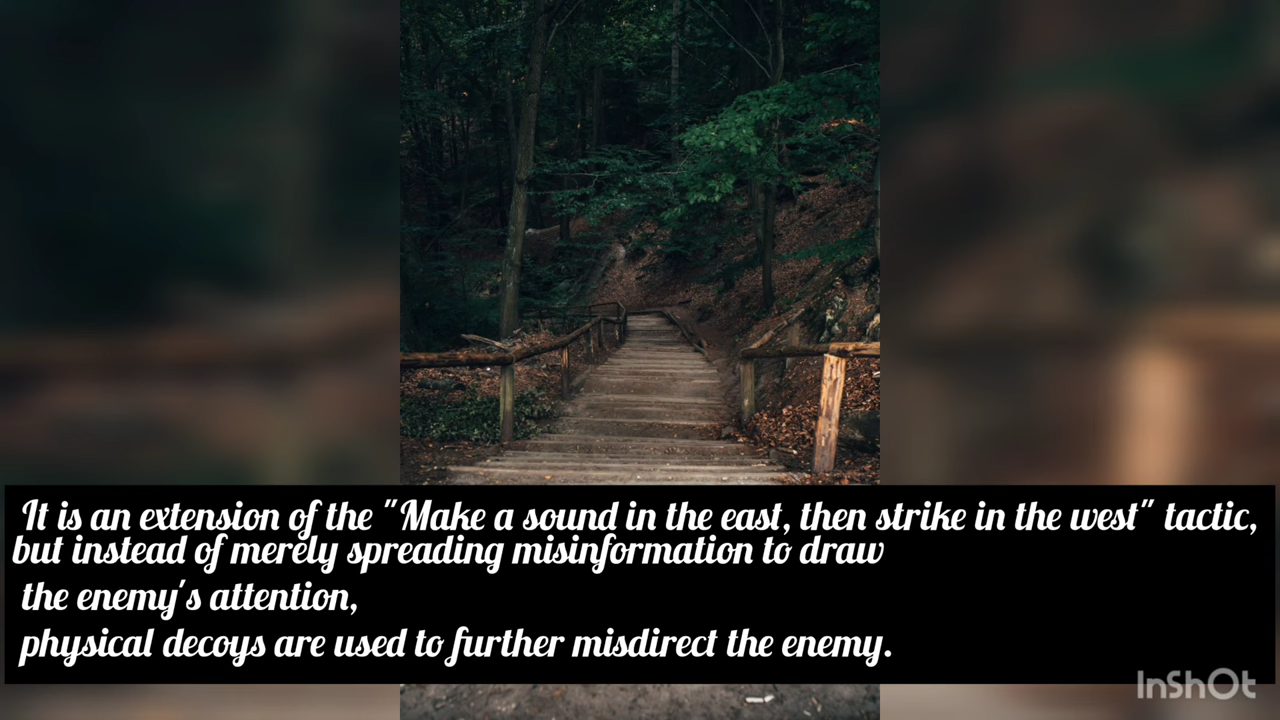 It is an extension of the "Make a sound in the east, then strike in the west" tactic,
but instead of merely spreading misinformation to draw
the enemy's attention,
physical decoys are used to further misdirect the enemy.
InShOt